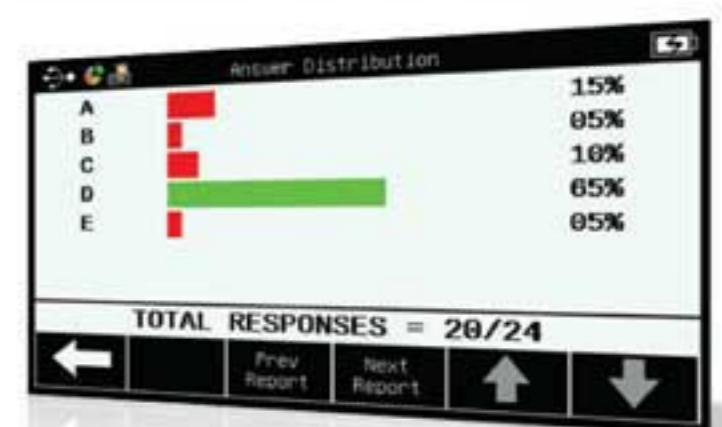 Answer Distribution
A 15%
B 05%
C 10%
D 65%
E 05%
TOTAL RESPONSES = 20/24
Prev Report
Next Report